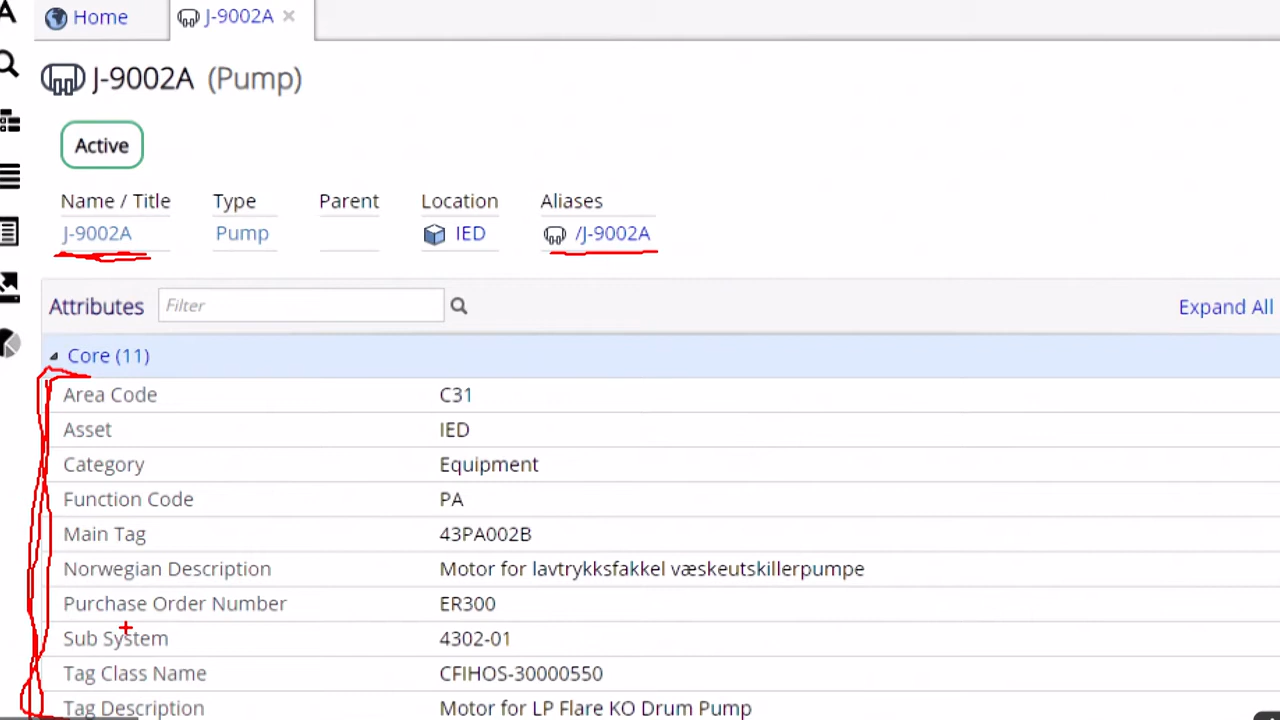 Home J-9002A
J-9002A (Pump)
Active
Name / Title Type Parent Location Aliases
J-9002A Pump IED /J-9002A
Attributes Filter Expand All
Core (11)
Area Code C31
Asset IED
Category Equipment
Function Code PA
Main Tag 43PA002B
Norwegian Description Motor for lavtrykksfakkel væskeutskillerpumpe
Purchase Order Number ER300
Sub System 4302-01
Tag Class Name CFIHOS-30000550
Tag Description Motor for LP Flare KO Drum Pump